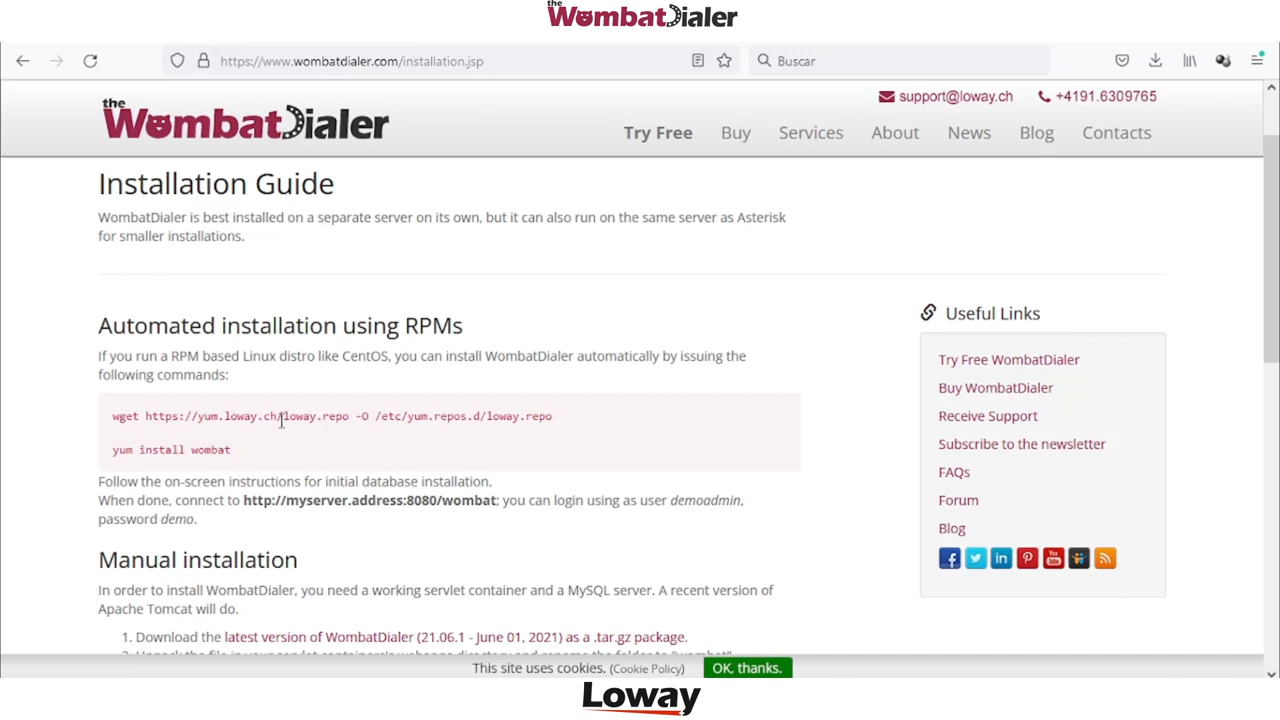 the WombatDialer
https://www.wombatdialer.com/installation.jsp
Buscar
the WombatDialer
support@loway.ch +4191.6309765
Try Free Buy Services About News Blog Contacts
Installation Guide
WombatDialer is best installed on a separate server on its own, but it can also run on the same server as Asterisk
for smaller installations.
Automated installation using RPMs
If you run a RPM based Linux distro like CentOS, you can install WombatDialer automatically by issuing the
following commands:
wget https://yum.loway.ch/loway.repo -O /etc/yum.repos.d/loway.repo
yum install wombat
Follow the on-screen instructions for initial database installation.
When done, connect to http://myserver.address:8080/wombat; you can login using as user demoadmin,
password demo.
Manual installation
In order to install WombatDialer, you need a working servlet container and a MySQL server. A recent version of
Apache Tomcat will do.
1. Download the latest version of WombatDialer (21.06.1 - June 01, 2021) as a .tar.gz package.
Useful Links
Try Free WombatDialer
Buy WombatDialer
Receive Support
Subscribe to the newsletter
FAQs
Forum
Blog
This site uses cookies. (Cookie Policy) OK, thanks.
Loway